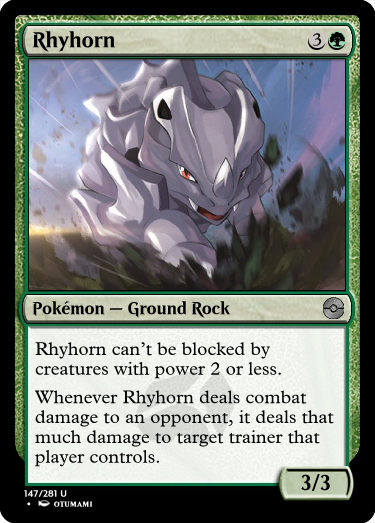 Rhyhorn 3
Pokémon — Ground Rock
Rhyhorn can't be blocked by
creatures with power 2 or less.
Whenever Rhyhorn deals combat
damage to an opponent, it deals that
much damage to target trainer that
player controls.
3/3
147/281 U
• OTUMAMI